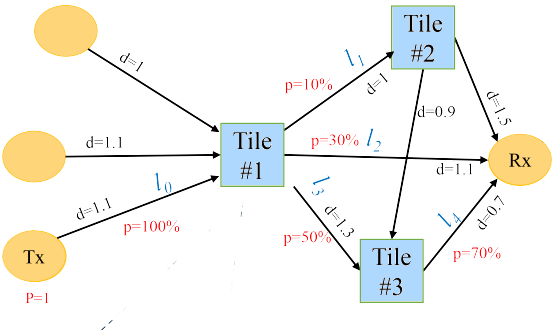 Tile
#2
d=1
l1
p=10%
d=1
d=0.9
d=1.5
d=1.1
Tile
#1
p=30%
l2
d=1.1
Rx
l0
d=1.1
p=100%
l3
d=1.3
p=50%
l4
d=0.7
p=70%
Tx
P=1
Tile
#3